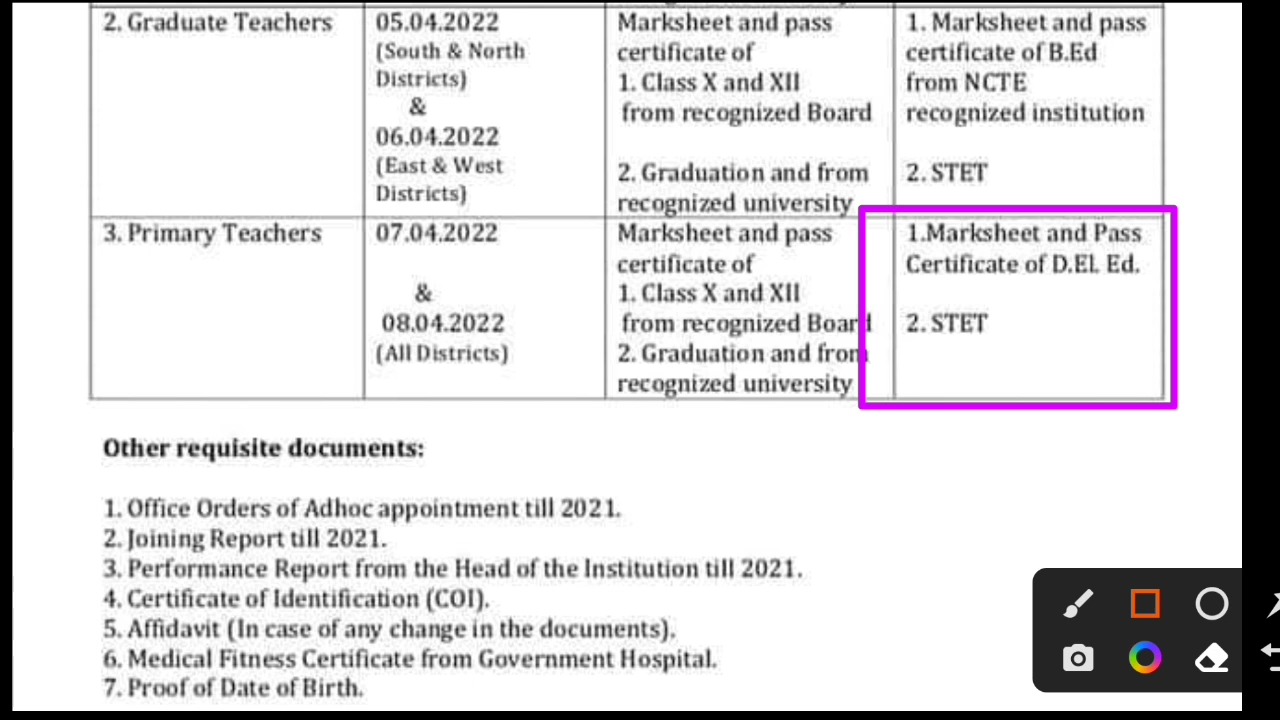 2. Graduate Teachers
05.04.2022
(South & North
Districts)
&
06.04.2022
(East & West
Districts)
Marksheet and pass
certificate of
1. Class X and XII
from recognized Board
2. Graduation and from
recognized university
1. Marksheet and pass
certificate of B.Ed
from NCTE
recognized institution
2. STET
3. Primary Teachers
07.04.2022
&
08.04.2022
(All Districts)
Marksheet and pass
certificate of
1. Class X and XII
from recognized Board
2. Graduation and from
recognized university
1.Marksheet and Pass
Certificate of D.El. Ed.
2. STET
Other requisite documents:
1. Office Orders of Adhoc appointment till 2021.
2. Joining Report till 2021.
3. Performance Report from the Head of the Institution till 2021.
4. Certificate of Identification (COI).
5. Affidavit (In case of any change in the documents).
6. Medical Fitness Certificate from Government Hospital.
7. Proof of Date of Birth.